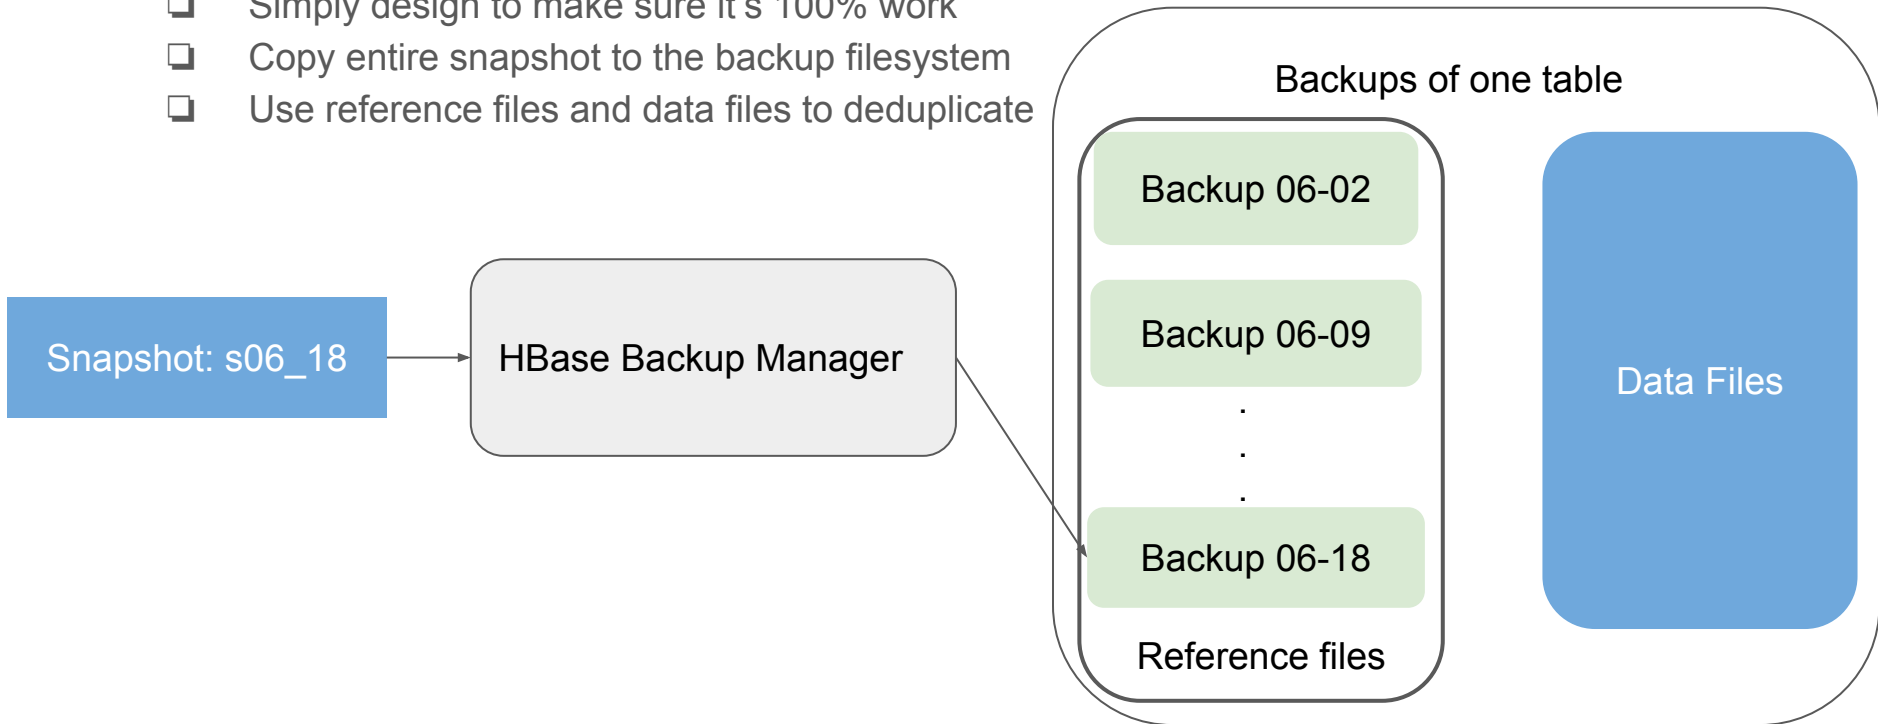 Simply design to make sure it's 100% work
Copy entire snapshot to the backup filesystem
Use reference files and data files to deduplicate
Backups of one table
Backup 06-02
Backup 06-09
.
.
.
Backup 06-18
Reference files
Data Files
Snapshot: s06_18
HBase Backup Manager